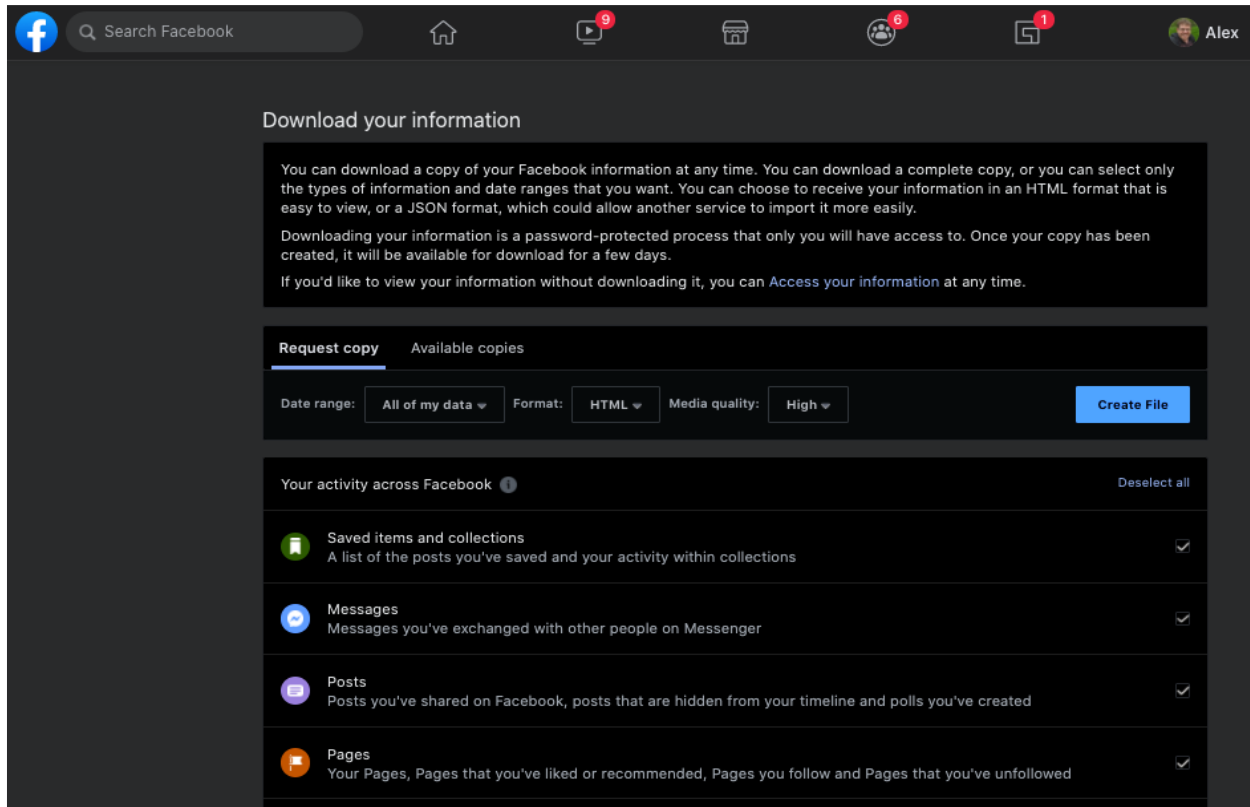 Search Facebook
9
6
1
Alex
Download your information
You can download a copy of your Facebook information at any time. You can download a complete copy, or you can select only
the types of information and date ranges that you want. You can choose to receive your information in an HTML format that is
easy to view, or a JSON format, which could allow another service to import it more easily.
Downloading your information is a password-protected process that only you will have access to. Once your copy has been
created, it will be available for download for a few days.
If you'd like to view your information without downloading it, you can Access your information at any time.
Request copy Available copies
Date range: All of my data Format: HTML Media quality: High Create File
Your activity across Facebook Deselect all
Saved items and collections
A list of the posts you've saved and your activity within collections
Messages
Messages you've exchanged with other people on Messenger
Posts
Posts you've shared on Facebook, posts that are hidden from your timeline and polls you've created
Pages
Your Pages, Pages that you've liked or recommended, Pages you follow and Pages that you've unfollowed